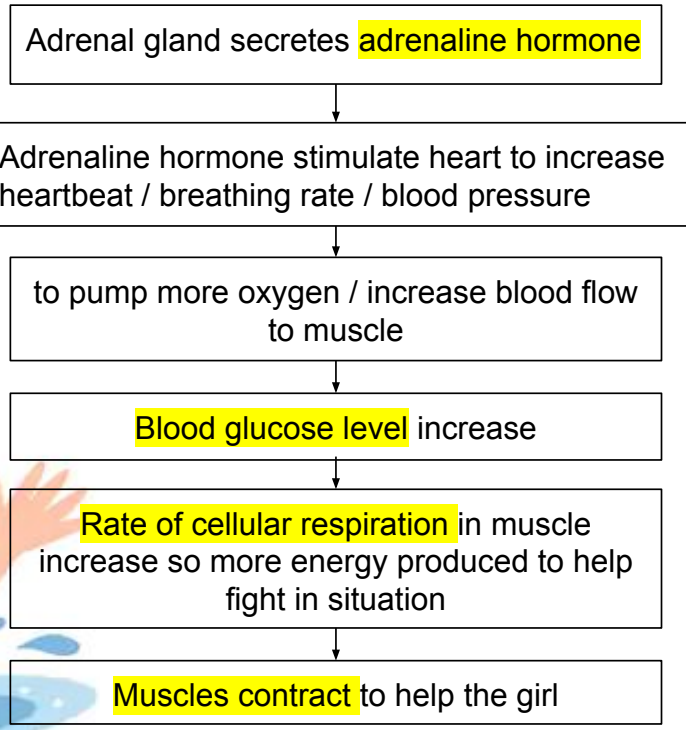 Adrenal gland secretes adrenaline hormone
Adrenaline hormone stimulate heart to increase
heartbeat / breathing rate / blood pressure
to pump more oxygen / increase blood flow
to muscle
Blood glucose level increase
Rate of cellular respiration in muscle
increase so more energy produced to help
fight in situation
Muscles contract to help the girl